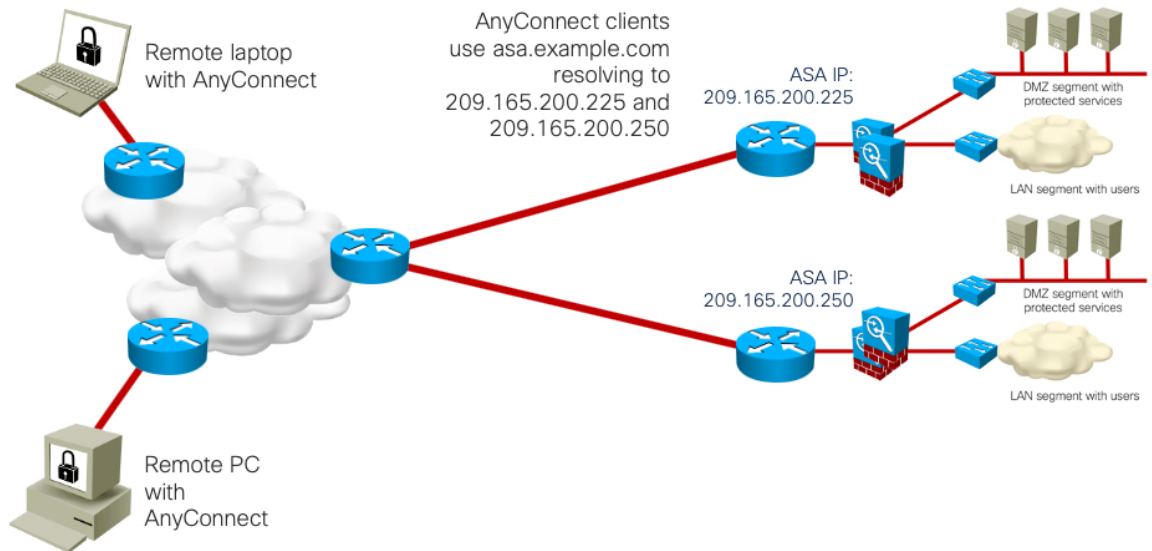 Remote laptop
with AnyConnect
AnyConnect clients
use asa.example.com
resolving to
209.165.200.225 and
209.165.200.250
ASA IP:
209.165.200.225
DMZ segment with
protected services
LAN segment with users
ASA IP:
209.165.200.250
DMZ segment with
protected services
LAN segment with users
Remote PC
with
AnyConnect